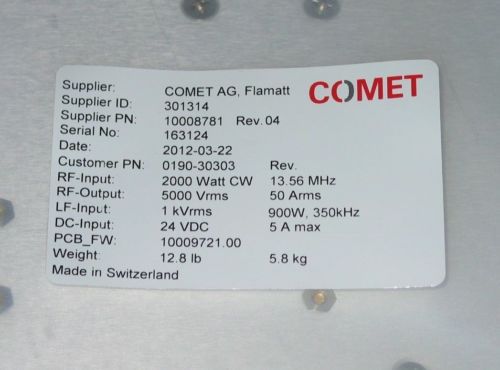 COMET
Supplier: COMET AG, Flamatt
Supplier ID: 301314
Supplier PN: 10008781 Rev. 04
Serial No: 163124
Date: 2012-03-22
Customer PN: 0190-30303 Rev.
RF-Input: 2000 Watt CW 13.56 MHz
RF-Output: 5000 Vrms 50 Arms
LF-Input: 1 kVrms 900W, 350kHz
DC-Input: 24 VDC 5 A max
PCB_FW: 10009721.00
Weight: 12.8 lb 5.8 kg
Made in Switzerland